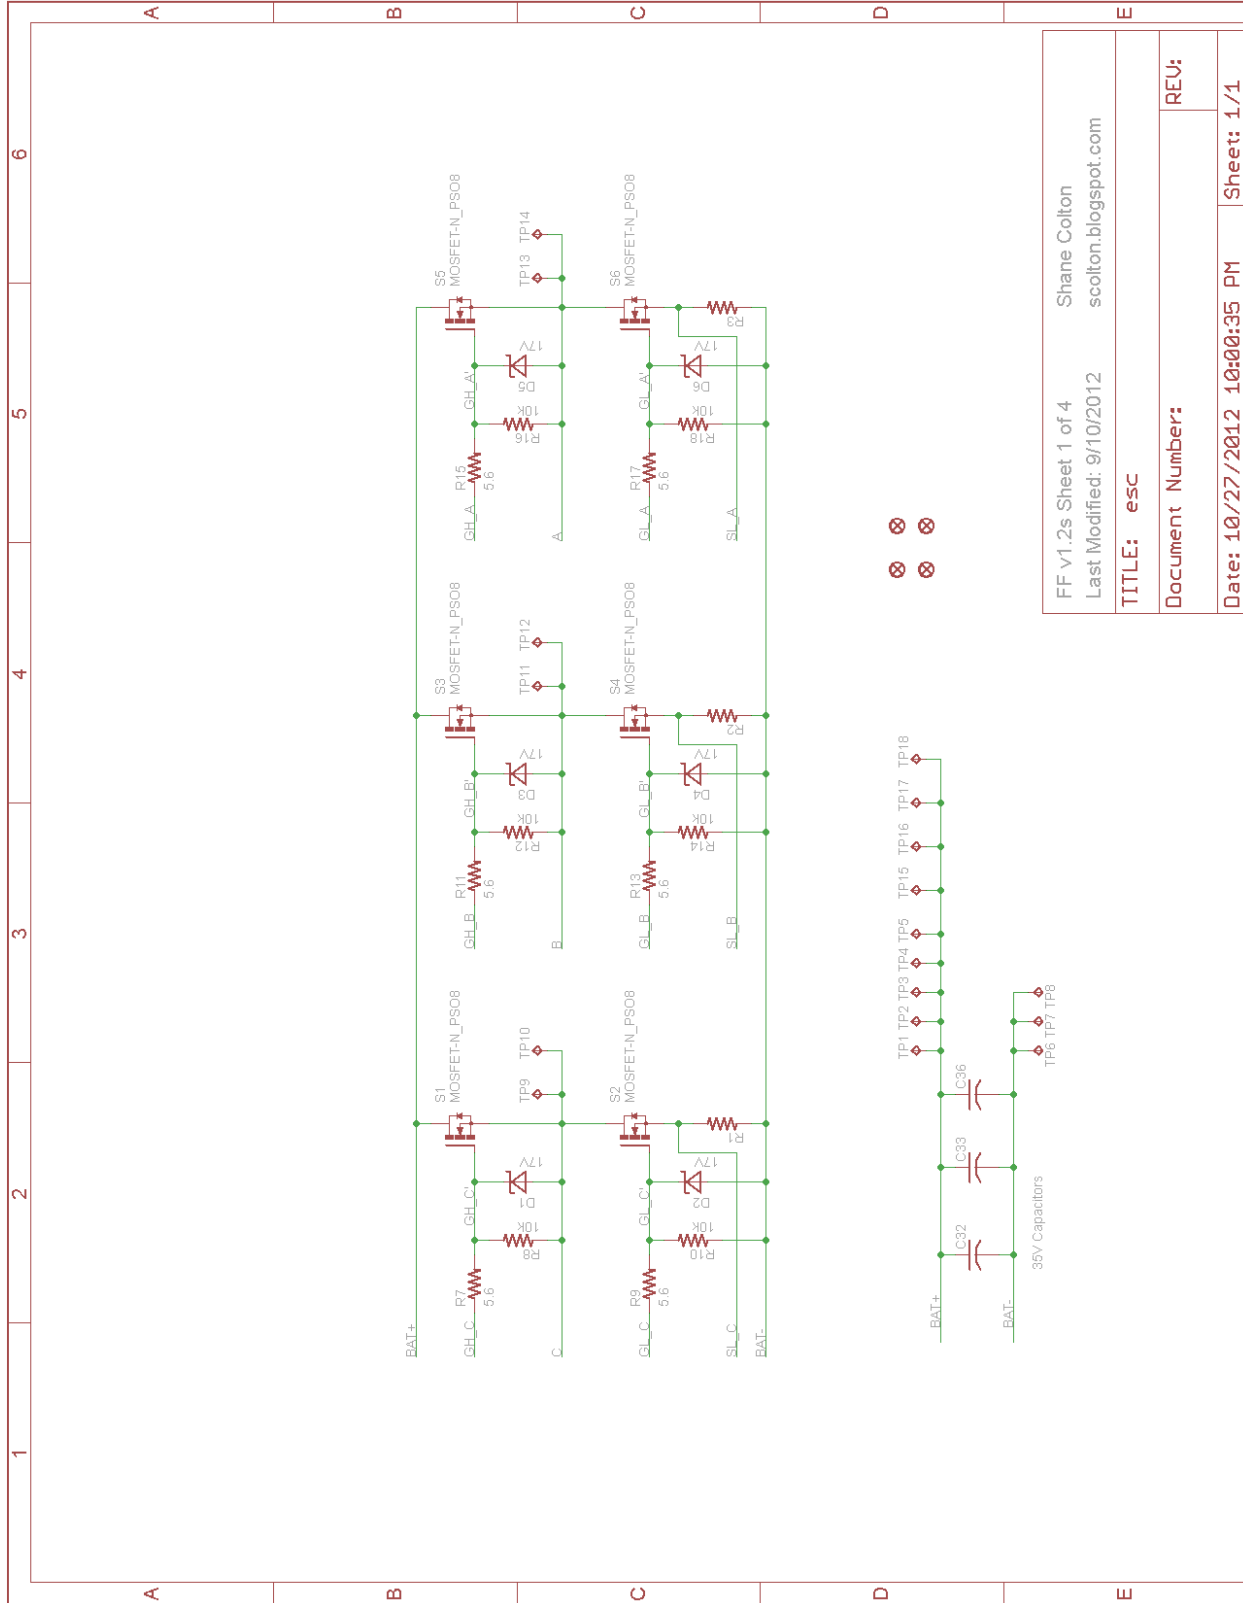 1 2 3 4 5 6
A A
B B
C C
D D
E E
BAT+
S1
MOSFET-N_PSO8
S3
MOSFET-N_PSO8
S5
MOSFET-N_PSO8
GH_C
R7
5.6
GH_C'
R8
10k
D1
17V
TP9
TP10
C
GH_B
R11
5.6
GH_B'
R12
10k
D3
17V
TP11
TP12
B
GH_A
R15
5.6
GH_A'
R16
10k
D5
17V
TP13
TP14
A
S2
MOSFET-N_PSO8
S4
MOSFET-N_PSO8
S6
MOSFET-N_PSO8
GL_C
R9
5.6
GL_C'
R10
10k
D2
17V
R1
SL_C
GL_B
R13
5.6
GL_B'
R14
10k
D4
17V
R2
SL_B
GL_A
R17
5.6
GL_A'
R18
10k
D6
17V
R3
SL_A
BAT-
BAT+
TP1 TP2 TP3 TP4 TP5 TP15 TP16 TP17 TP18
C32
C33
C36
BAT-
TP6 TP7 TP8
35V Capacitors
FF v1.2s Sheet 1 of 4 Shane Colton
Last Modified: 9/10/2012 scolton.blogspot.com
TITLE: esc
Document Number: REV:
Date: 10/27/2012 10:00:35 PM Sheet: 1/1